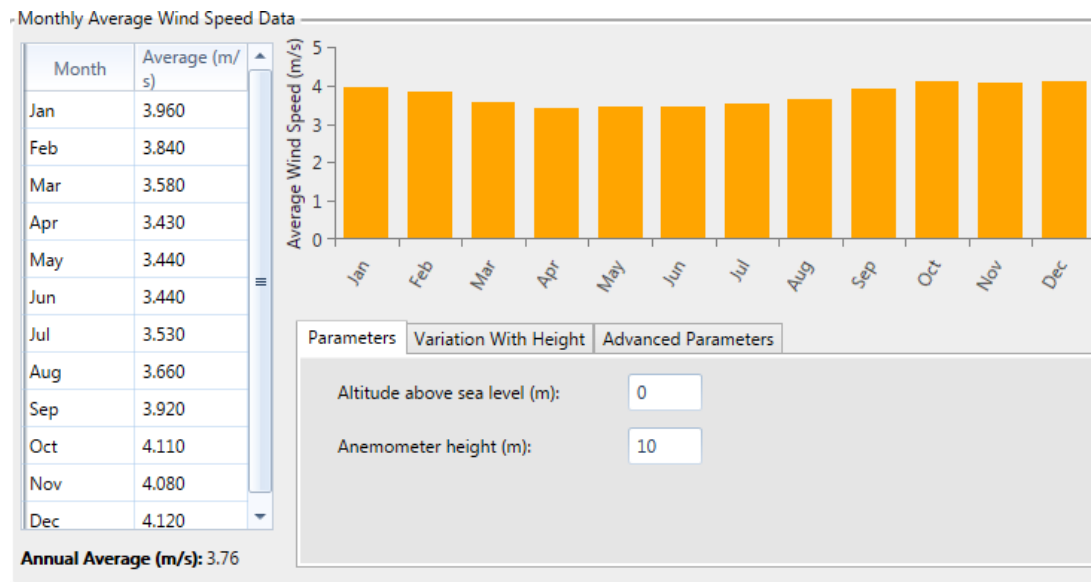 Monthly Average Wind Speed Data
Month
Average (m/
s)
Jan 3.960
Feb 3.840
Mar 3.580
Apr 3.430
May 3.440
Jun 3.440
Jul 3.530
Aug 3.660
Sep 3.920
Oct 4.110
Nov 4.080
Dec 4.120
Annual Average (m/s): 3.76
Average Wind Speed (m/s)
5
4
3
2
1
0
Jan Feb Mar Apr May Jun Jul Aug Sep Oct Nov Dec
Parameters Variation With Height Advanced Parameters
Altitude above sea level (m): 0
Anemometer height (m): 10